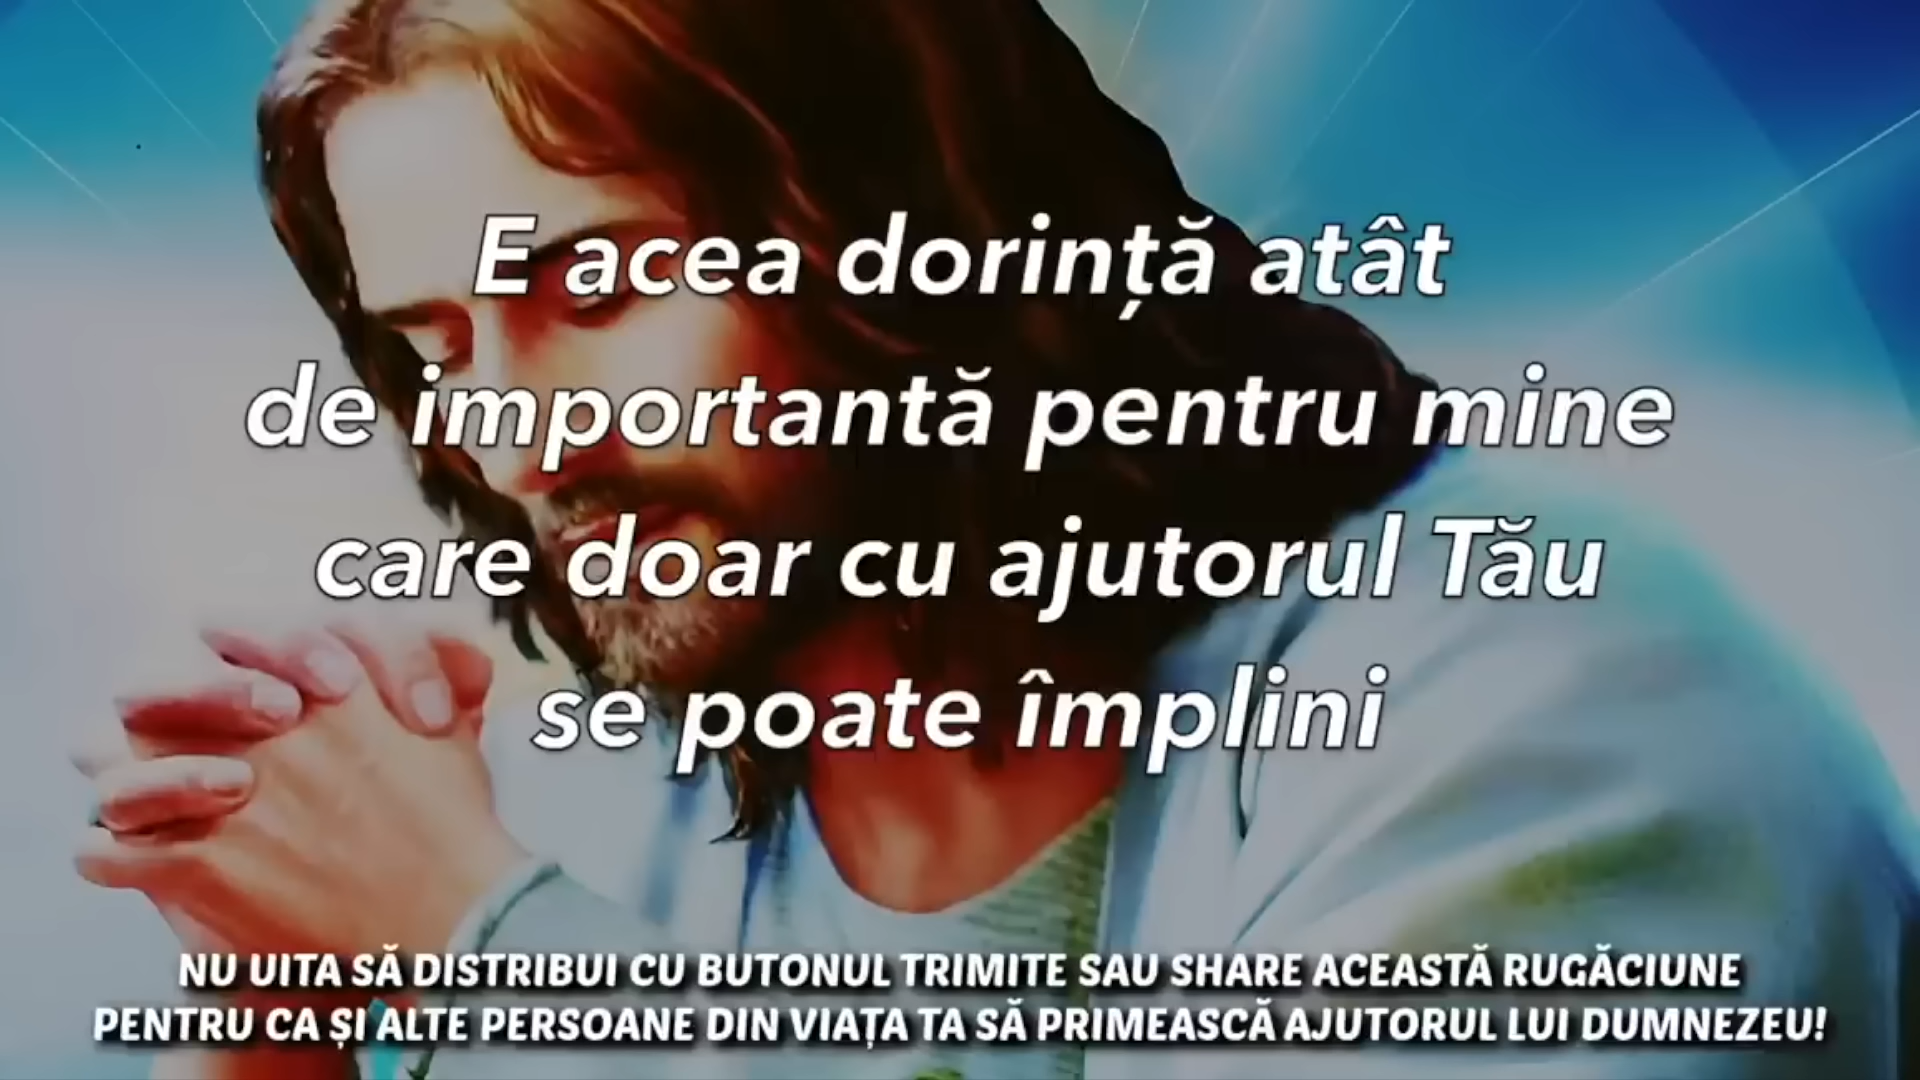 E acea dorință atât
de importantă pentru mine
care doar cu ajutorul Tău
se poate împlini
NU UITA SĂ DISTRIBUI CU BUTONUL TRIMITE SAU SHARE ACEASTĂ RUGĂCIUNE
PENTRU CA ȘI ALTE PERSOANE DIN VIAȚA TA SĂ PRIMEASCĂ AJUTORUL LUI DUMNEZEU!